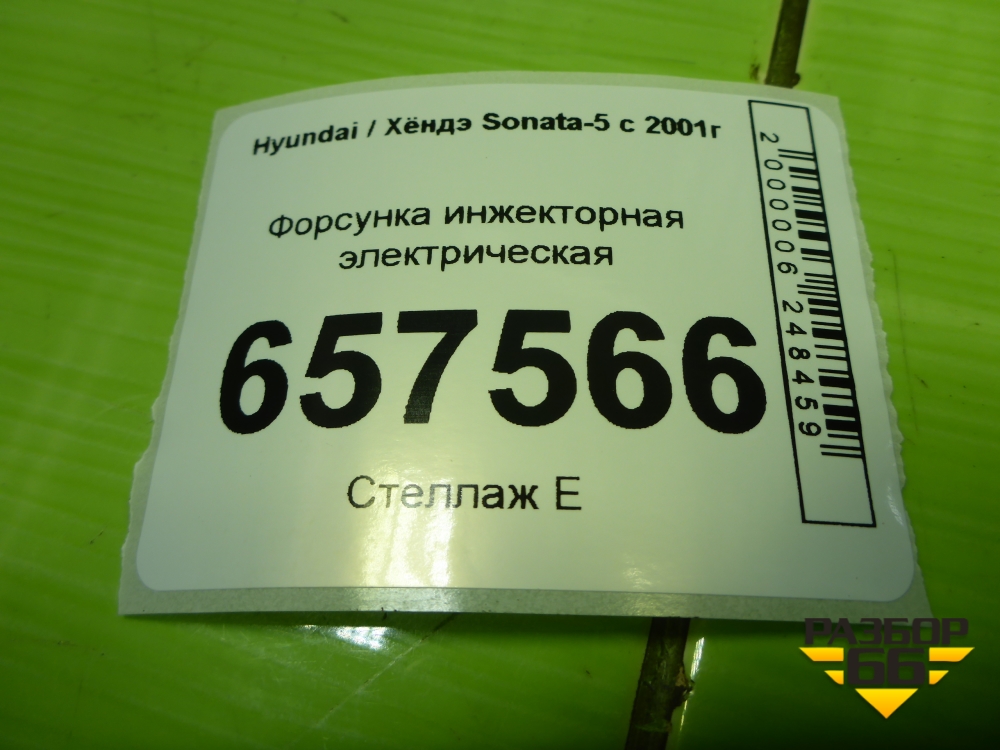 Hyundai / Хёндэ Sonata-5 с 2001г
Форсунка инжекторная
электрическая
657566
Стеллаж Е
2000006248459
РАЗБОР
66